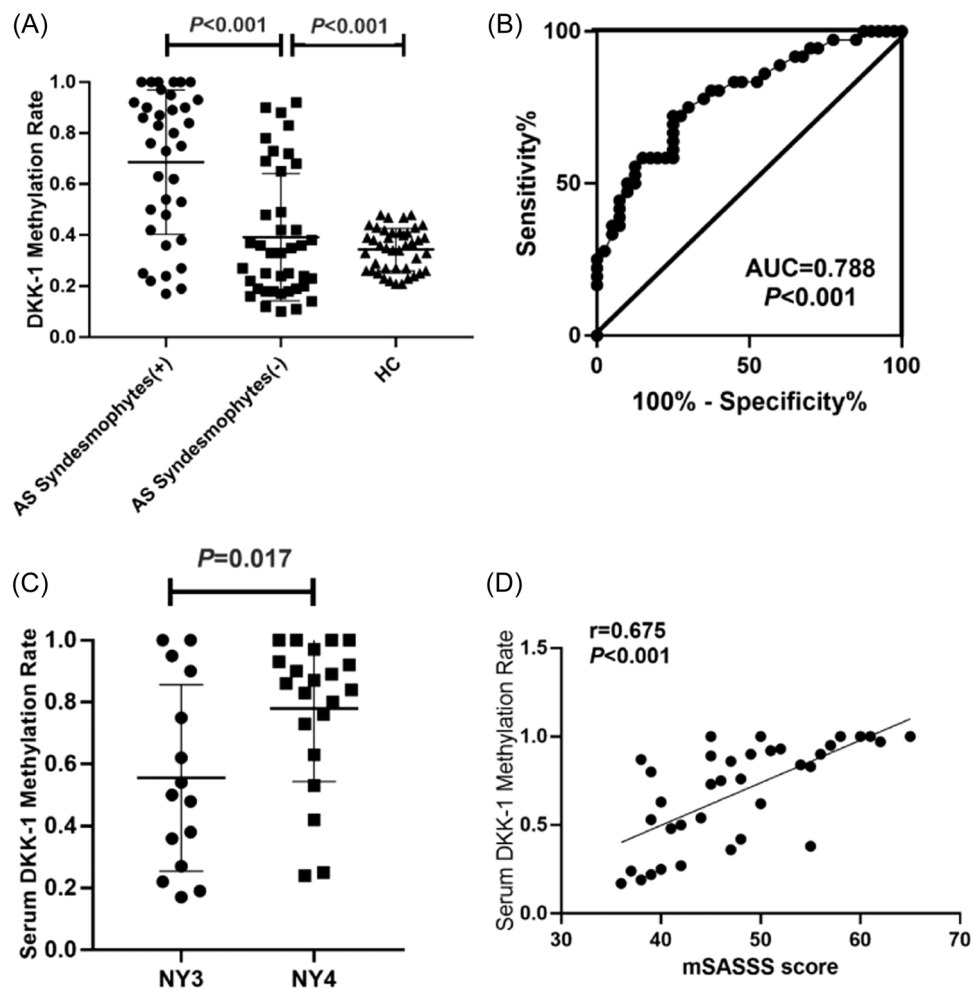 (A)
P<0.001 P<0.001
DKK-1 Methylation Rate
1.0
0.8
0.6
0.4
0.2
0.0
AS Syndesmophytes(+)
AS Syndesmophytes(-)
HC
(B)
Sensitivity%
100
50
0
AUC=0.788
P<0.001
0 50 100
100% - Specificity%
(C)
P=0.017
Serum DKK-1 Methylation Rate
1.0
0.8
0.6
0.4
0.2
0.0
NY3 NY4
(D)
r=0.675
P<0.001
Serum DKK-1 Methylation Rate
1.5
1.0
0.5
0.0
30 40 50 60 70
mSASSS score